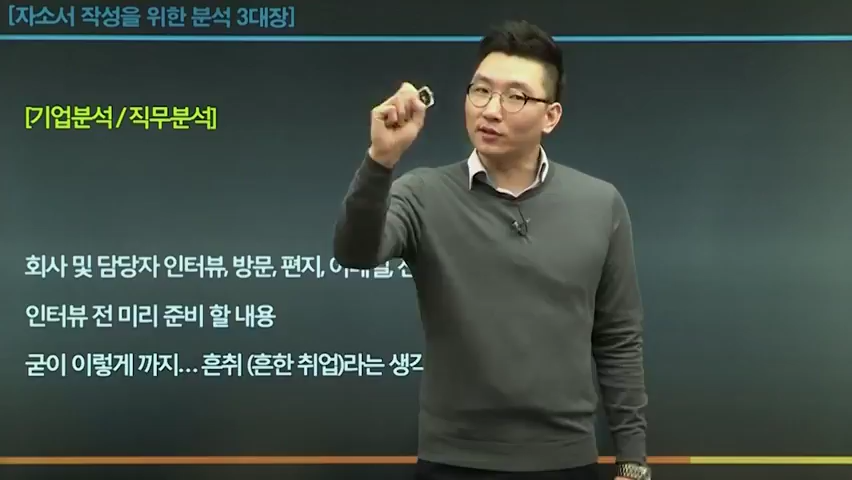 [자소서 작성을 위한 분석 3대장]
[기업분석 / 직무분석]
회사 및 담당자 인터뷰, 방문, 편지,
인터뷰 전 미리 준비 할 내용
굳이 이렇게 까지... 흔취 (흔한 취업)라는 생각